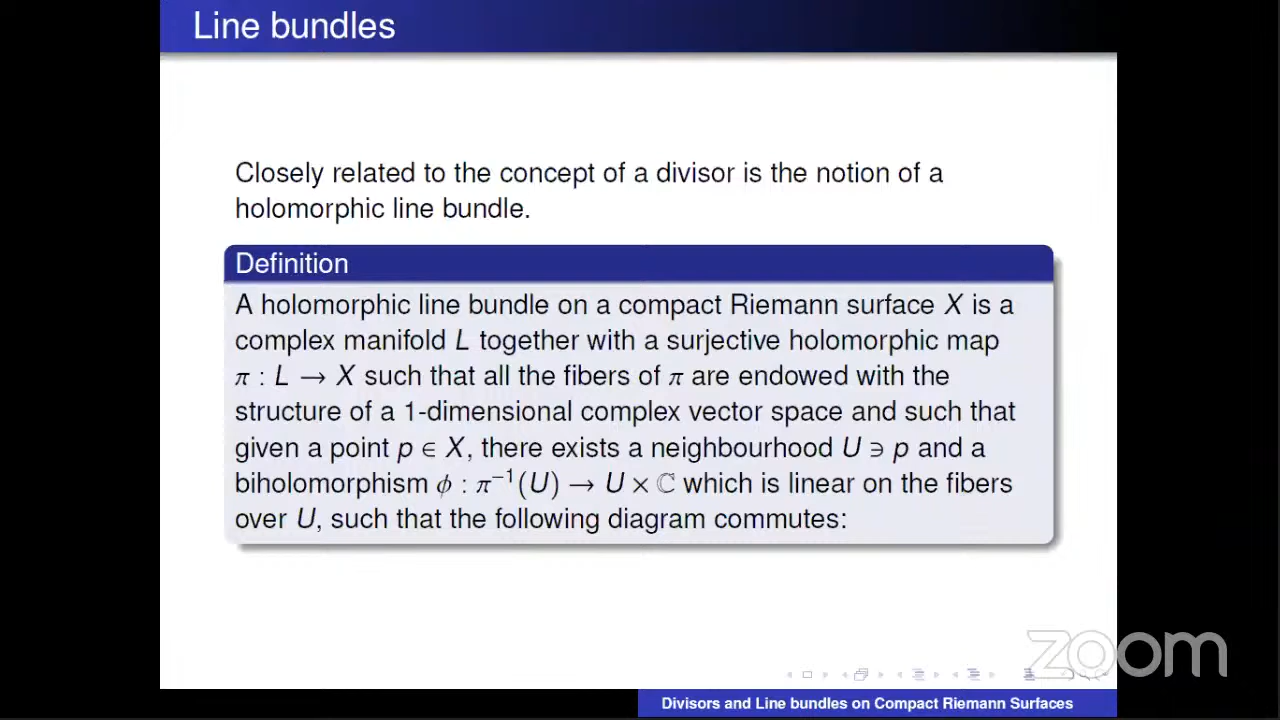 Line bundles
Closely related to the concept of a divisor is the notion of a
holomorphic line bundle.
Definition
A holomorphic line bundle on a compact Riemann surface X is a
complex manifold L together with a surjective holomorphic map
π : L → X such that all the fibers of π are endowed with the
structure of a 1-dimensional complex vector space and such that
given a point p ∈ X, there exists a neighbourhood U ∋ p and a
biholomorphism ϕ : π⁻¹(U) → U × ℂ which is linear on the fibers
over U, such that the following diagram commutes:
zoom
Divisors and Line bundles on Compact Riemann Surfaces